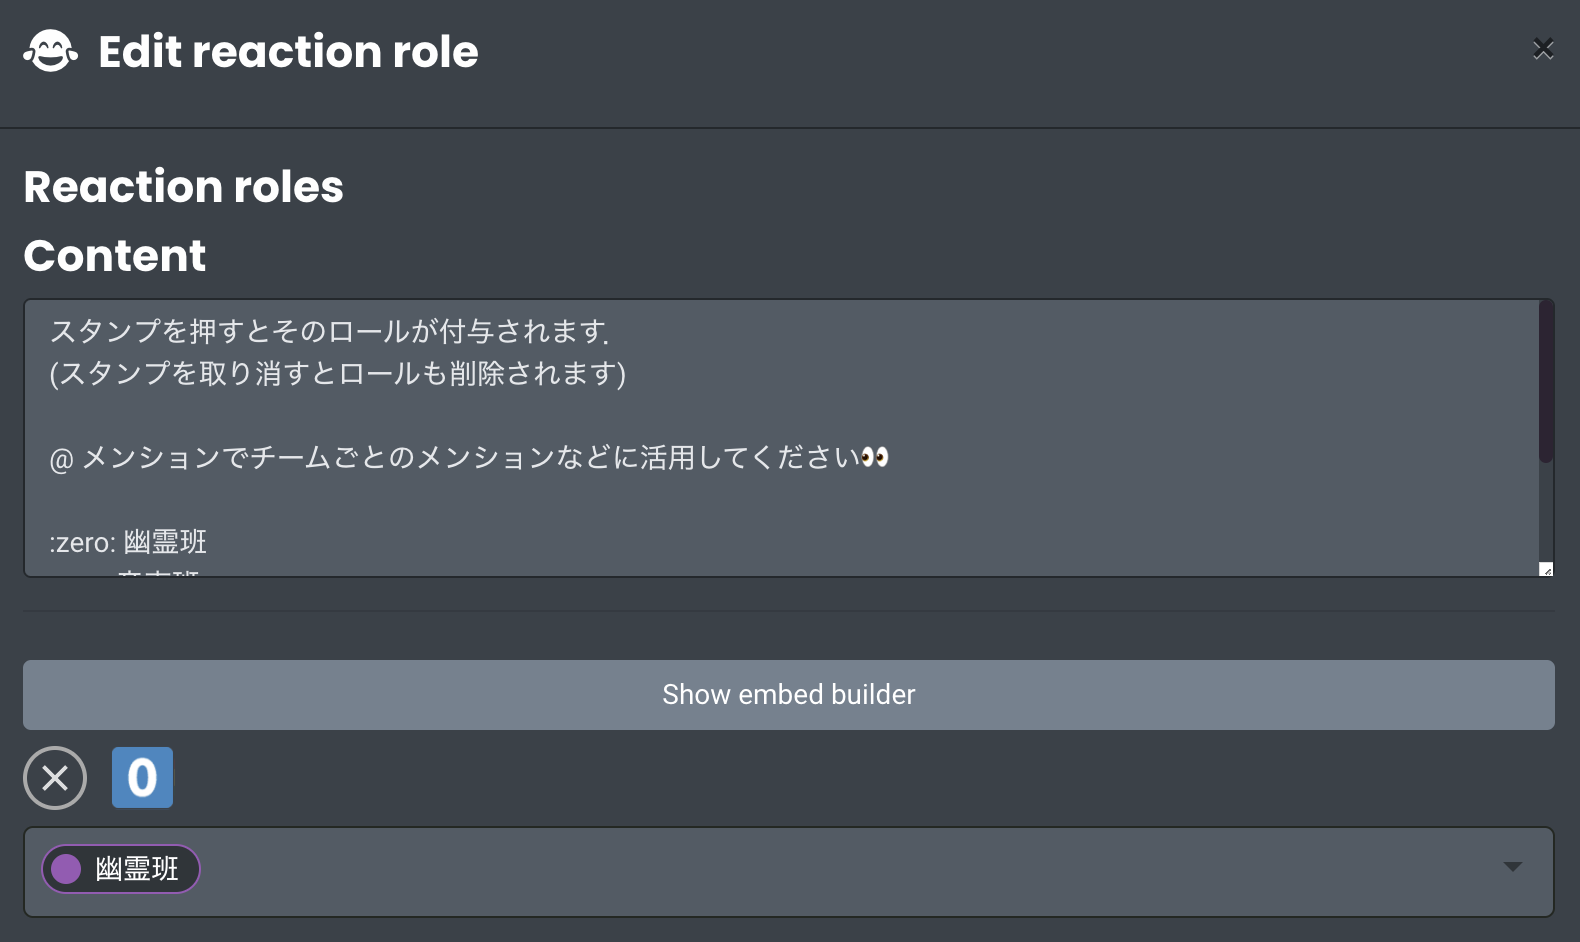 Edit reaction role
Reaction roles
Content
スタンプを押すとそのロールが付与されます.
(スタンプを取り消すとロールも削除されます)
@ メンションでチームごとのメンションなどに活用してください👀
:zero: 幽霊班
Show embed builder
0
幽霊班